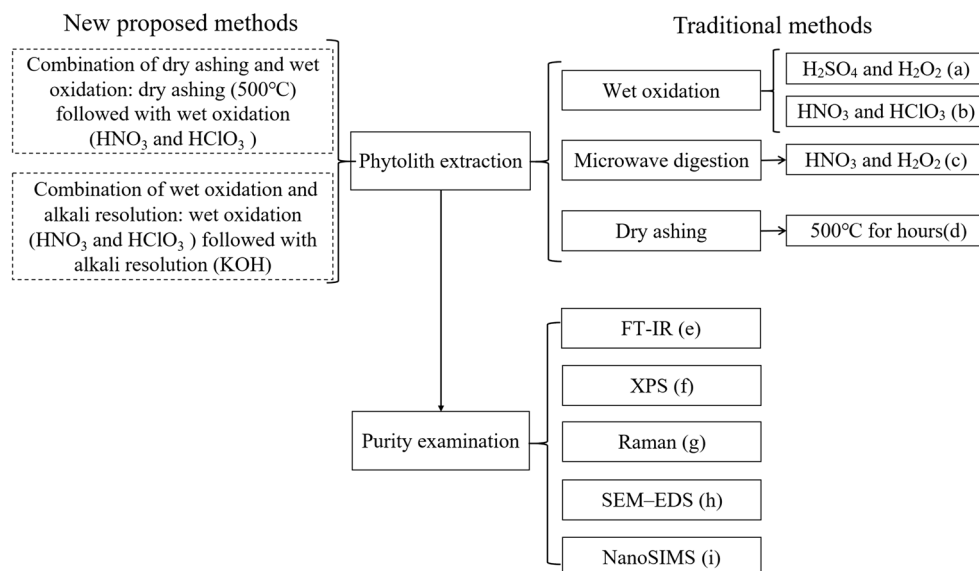 New proposed methods
Combination of dry ashing and wet
oxidation: dry ashing (500℃)
followed with wet oxidation
(HNO₃ and HClO₃ )
Combination of wet oxidation and
alkali resolution: wet oxidation
(HNO₃ and HClO₃ ) followed with
alkali resolution (KOH)
Phytolith extraction
Traditional methods
Wet oxidation
H₂SO₄ and H₂O₂ (a)
HNO₃ and HClO₃ (b)
Microwave digestion
HNO₃ and H₂O₂ (c)
Dry ashing
500℃ for hours(d)
Purity examination
FT-IR (e)
XPS (f)
Raman (g)
SEM–EDS (h)
NanoSIMS (i)